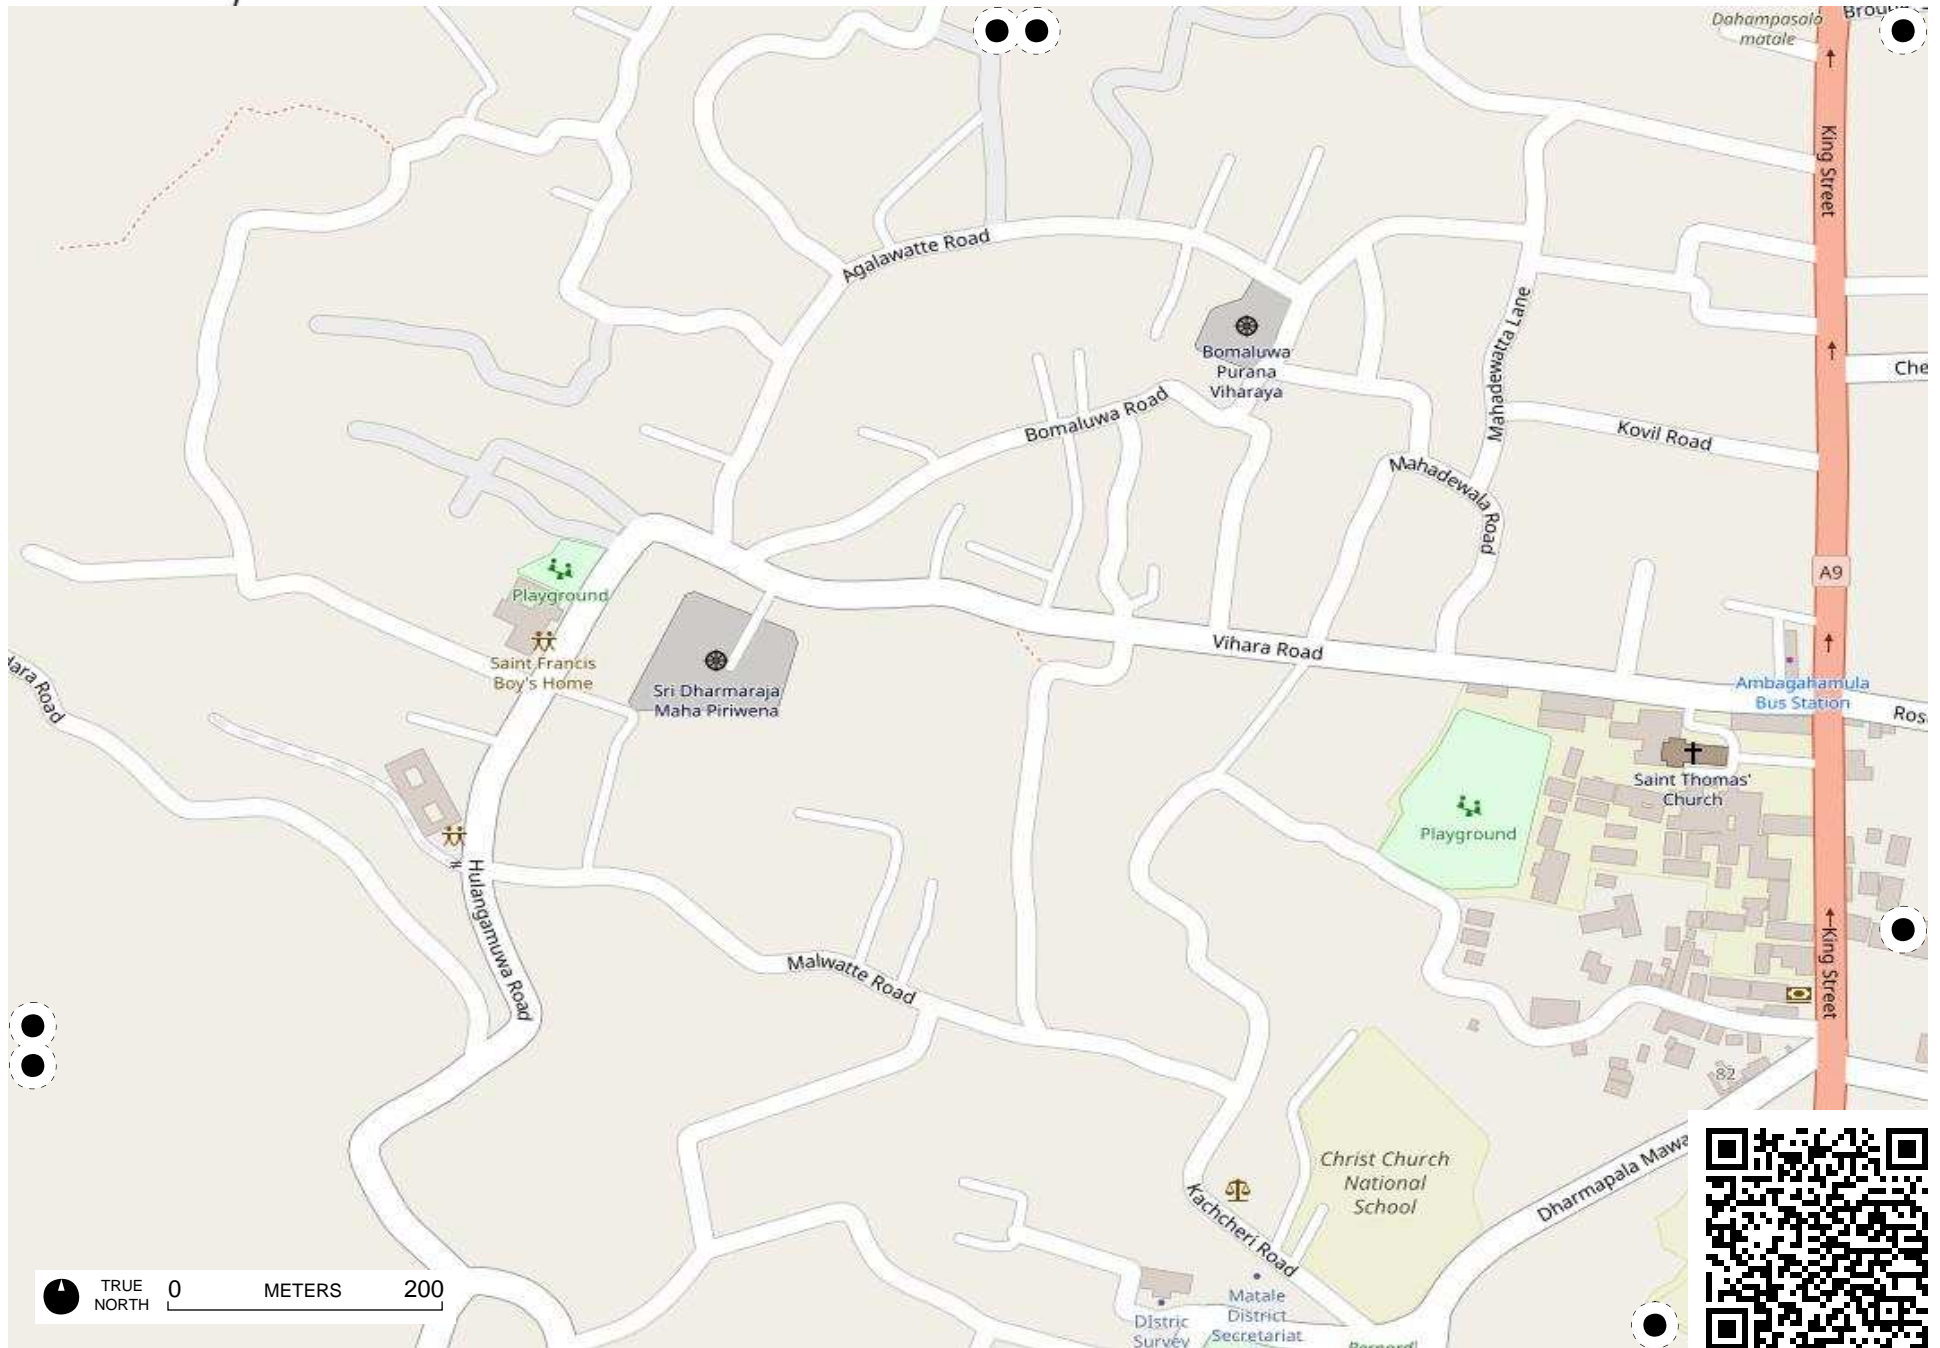 Dahampasala
matale
King Street
Agalawatte Road
Bomaluwa
Purana
Viharaya
Mahadewatta Lane
Che
Bomaluwa Road
Kovil Road
Mahadewala Road
A9
Playground
Saint Francis
Boy's Home
Sri Dharmaraja
Maha Piriwena
Vihara Road
Ambagahamula
Bus Station
Ros
dara Road
Saint Thomas'
Church
Playground
Hulangamuwa Road
Malwatte Road
King Street
82
Christ Church
National
School
Dharmapala Mawa
Kachcheri Road
TRUE
NORTH
0 METERS 200
Matale
District
Secretariat
DIstric
Survey